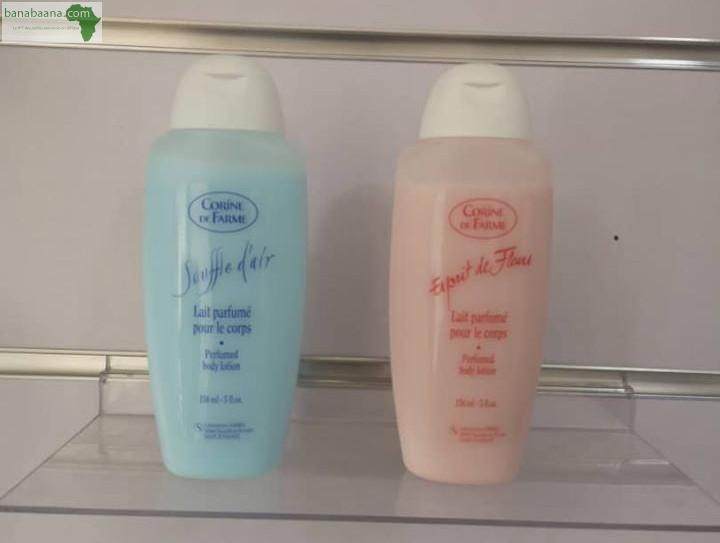 banabaana.com
CORINE
DE FARME
Souffle d'air
Lait parfumé
pour le corps
Perfumed
body lotion
CORINE
DE FARME
Esprit de Fleurs
Lait parfumé
pour le corps
Perfumed
body lotion